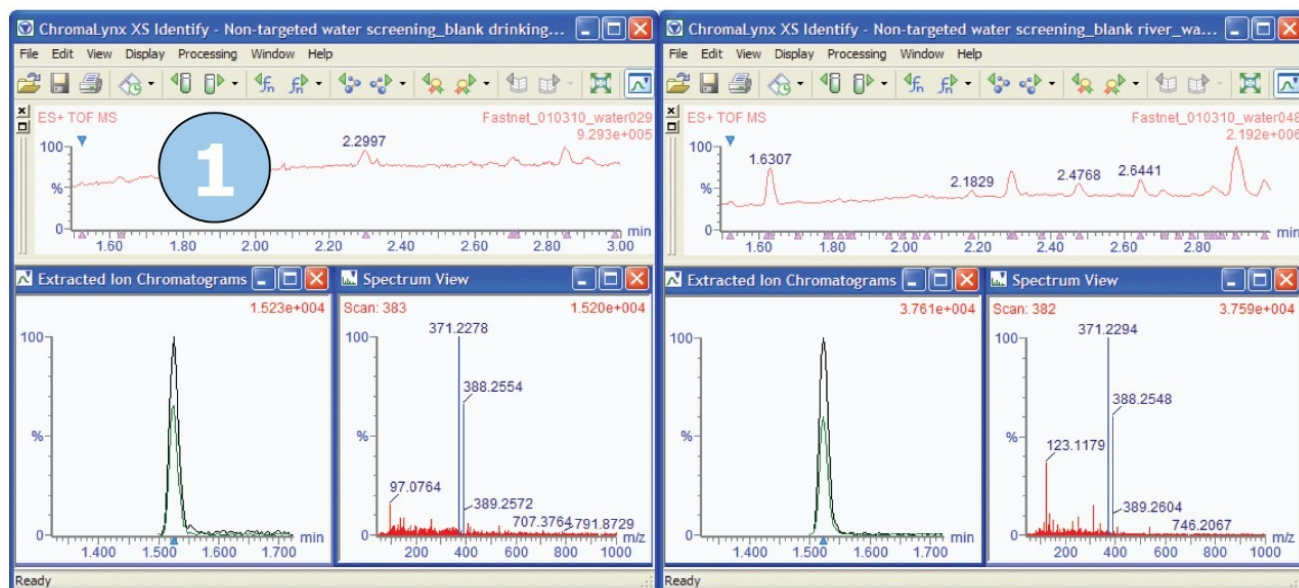 ChromaLynx XS Identify - Non-targeted water screening_blank drinking...
File Edit View Display Processing Window Help
ES+ TOF MS
Fastnet_010310_water029
9.293e+005
100
%
0
2.2997
1
1.60 1.80 2.00 2.20 2.40 2.60 2.80 3.00
min
Extracted Ion Chromatograms
1.523e+004
100
%
0
1.400 1.500 1.600 1.700
min
Spectrum View
Scan: 383
1.520e+004
100
%
0
371.2278
388.2554
97.0764
389.2572
707.3764
791.8729
200 400 600 800 1000
m/z
Ready
ChromaLynx XS Identify - Non-targeted water screening_blank river_wa...
File Edit View Display Processing Window Help
ES+ TOF MS
Fastnet_010310_water048
2.192e+006
100
%
0
1.6307
2.1829
2.4768
2.6441
1.60 1.80 2.00 2.20 2.40 2.60 2.80
min
Extracted Ion Chromatograms
3.761e+004
100
%
0
1.400 1.500 1.600 1.700
min
Spectrum View
Scan: 382
3.759e+004
100
%
0
371.2294
388.2548
123.1179
389.2604
746.2067
200 400 600 800 1000
m/z
Ready